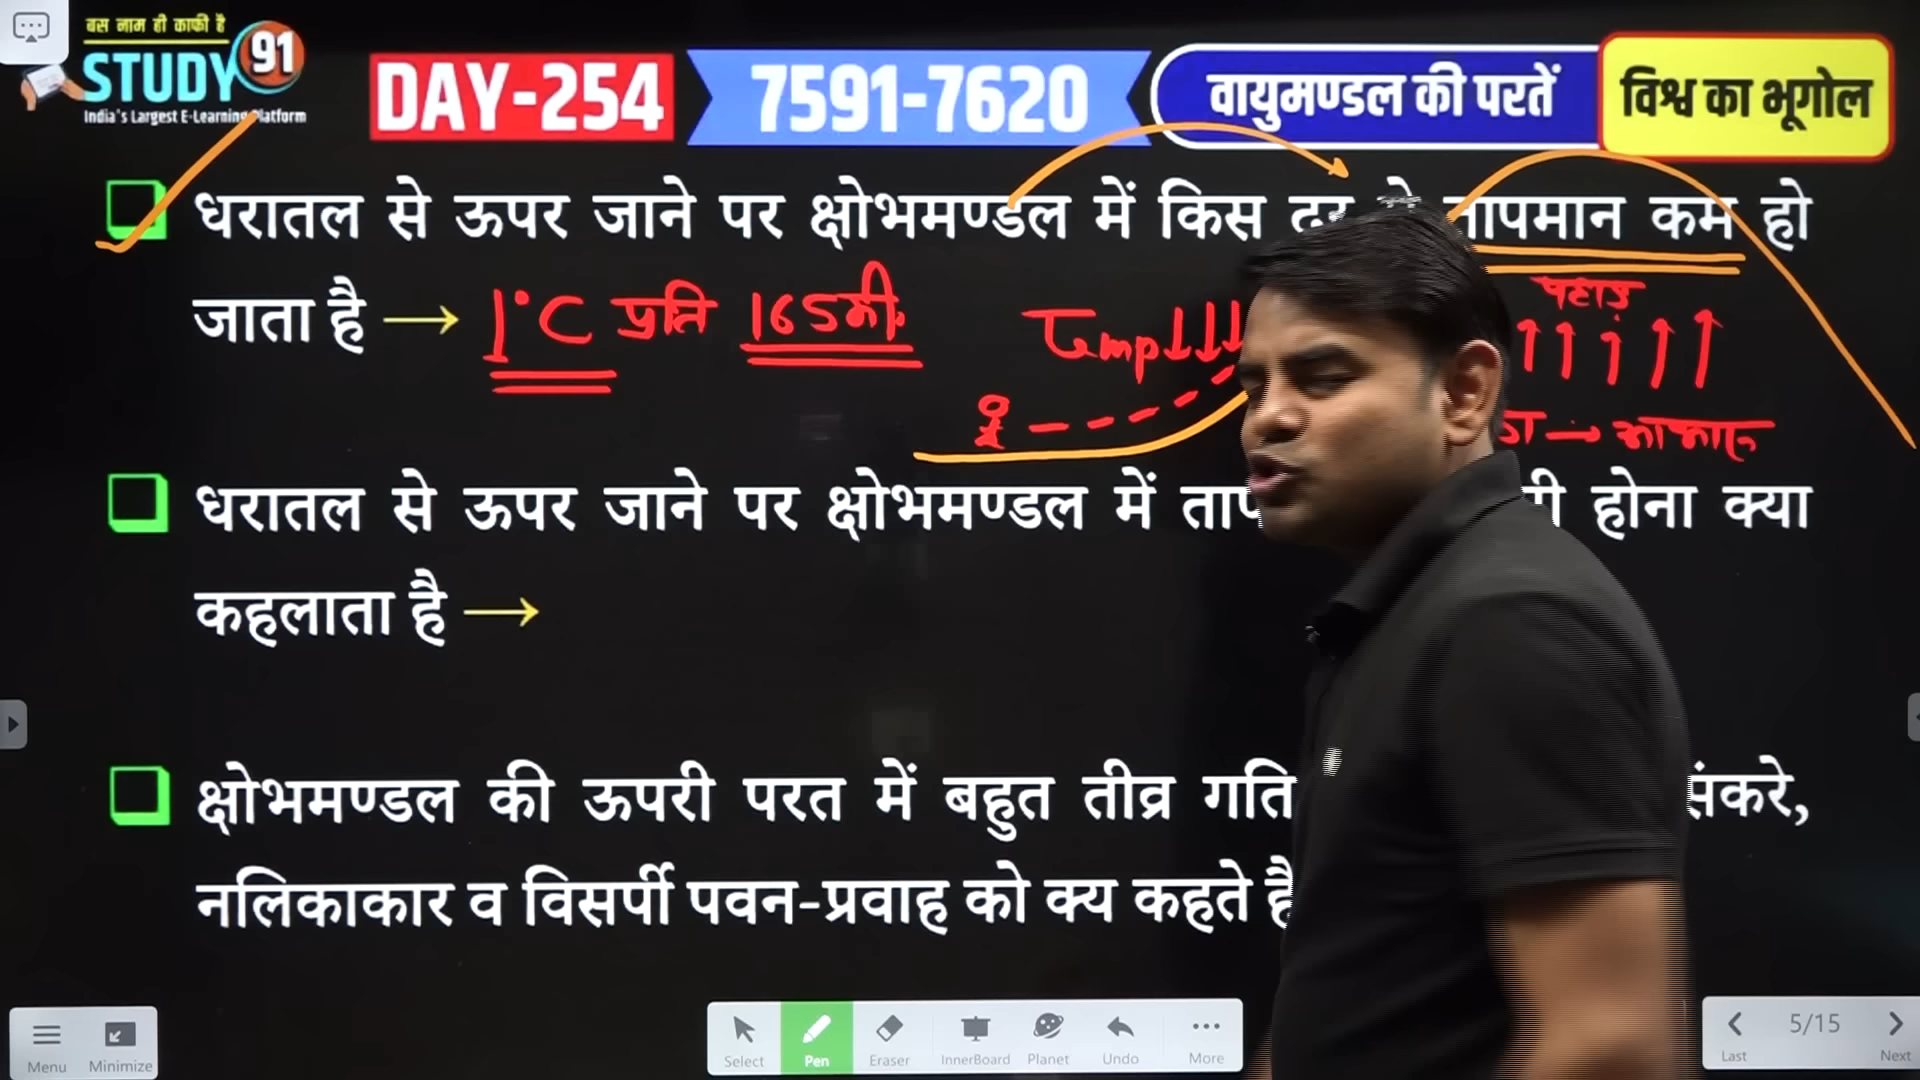 बस नाम ही काफी है
STUDY 91
India's Largest E-Learning Platform
DAY-254
7591-7620
वायुमण्डल की परतें
विश्व का भूगोल
धरातल से ऊपर जाने पर क्षोभमण्डल में किस तापमान कम हो
जाता है → 1°C प्रति 165मी.
Temp↓↓↓
पहाड़
धरातल से ऊपर जाने पर क्षोभमण्डल में होना क्या
कहलाता है →
क्षोभमण्डल की ऊपरी परत में बहुत तीव्र गति संकरे,
नलिकाकार व विसर्पी पवन-प्रवाह को क्य कहते है
Menu
Minimize
Select
Pen
Eraser
InnerBoard
Planet
Undo
More
5/15
Last
Next